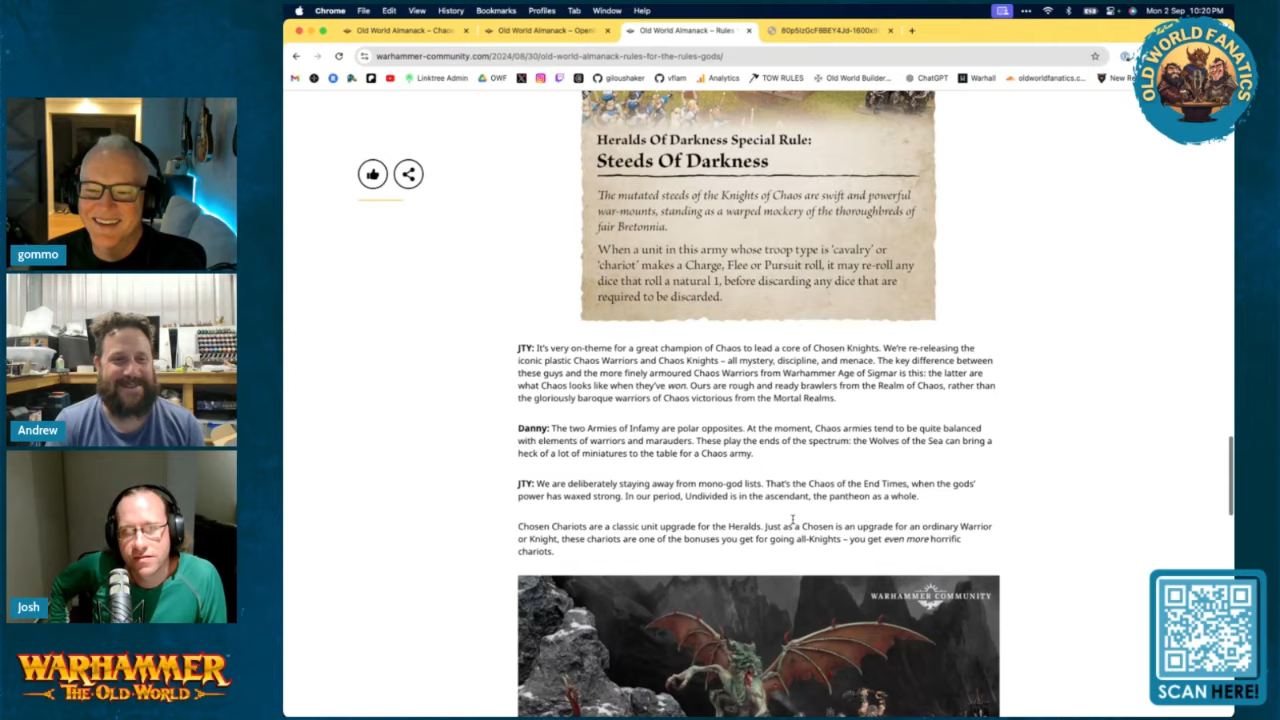 Chrome File Edit View History Bookmarks Profiles Tab Window Help
Mon 2 Sep 10:20 PM
Old World Almanack – Chaos
Old World Almanack – Open
Old World Almanack – Rules
80p5IzGcF8BEY4Jd-1600x
warhammer-community.com/2024/08/30/old-world-almanack-rules-for-the-rules-gods/
Linktree Admin OWF giloushaker vflam Analytics TOW RULES Old World Builder... ChatGPT Warhall oldworldfanatics.c... New Re
OLD WORLD FANATICS
Heralds Of Darkness Special Rule:
Steeds Of Darkness
The mutated steeds of the Knights of Chaos are swift and powerful
war-mounts, standing as a warped mockery of the thoroughbreds of
fair Bretonnia.
When a unit in this army whose troop type is 'cavalry' or
'chariot' makes a Charge, Flee or Pursuit roll, it may re-roll any
dice that roll a natural 1, before discarding any dice that are
required to be discarded.
JTY: It's very on-theme for a great champion of Chaos to lead a core of Chosen Knights. We're re-releasing the
iconic plastic Chaos Warriors and Chaos Knights – all mystery, discipline, and menace. The key difference between
these guys and the more finely armoured Chaos Warriors from Warhammer Age of Sigmar is this: the latter are
what Chaos looks like when they've won. Ours are rough and ready brawlers from the Realm of Chaos, rather than
the gloriously baroque warriors of Chaos victorious from the Mortal Realms.
Danny: The two Armies of Infamy are polar opposites. At the moment, Chaos armies tend to be quite balanced
with elements of warriors and marauders. These play the ends of the spectrum: the Wolves of the Sea can bring a
heck of a lot of miniatures to the table for a Chaos army.
JTY: We are deliberately staying away from mono-god lists. That's the Chaos of the End Times, when the gods'
power has waxed strong. In our period, Undivided is in the ascendant, the pantheon as a whole.
Chosen Chariots are a classic unit upgrade for the Heralds. Just as a Chosen is an upgrade for an ordinary Warrior
or Knight, these chariots are one of the bonuses you get for going all-Knights – you get even more horrific
chariots.
WARHAMMER COMMUNITY
gommo
Andrew
Josh
WARHAMMER
THE OLD WORLD
SCAN HERE!